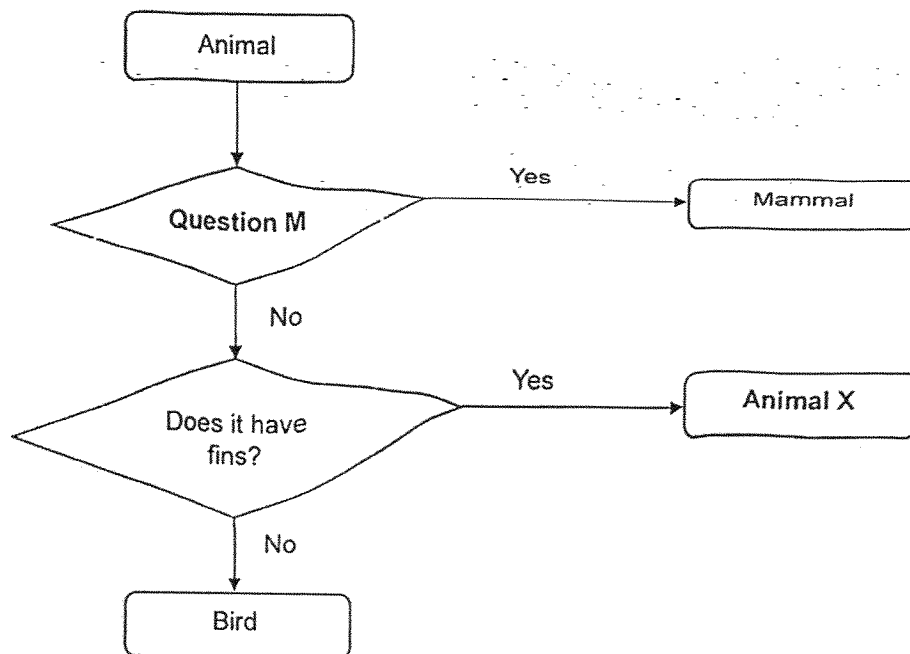 Animal
Question M
Yes
Mammal
No
Does it have
fins?
Yes
Animal X
No
Bird